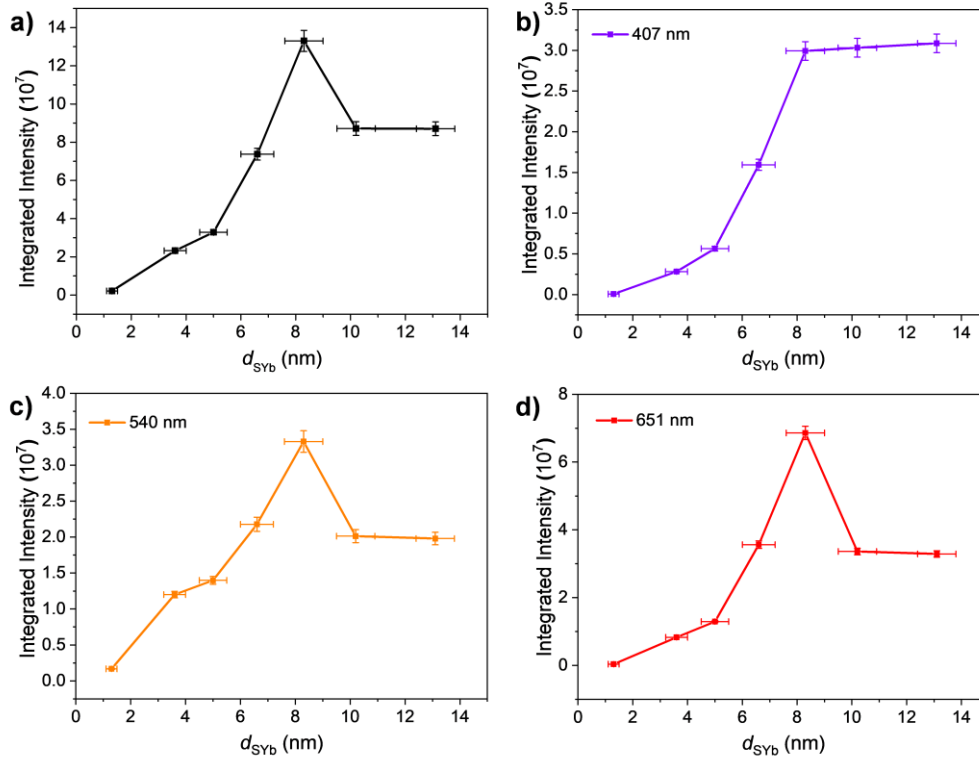 a)
Integrated Intensity (10⁷)
14
12
10
8
6
4
2
0
0 2 4 6 8 10 12 14
d_SYb (nm)
b)
407 nm
Integrated Intensity (10⁷)
3.5
3.0
2.5
2.0
1.5
1.0
0.5
0.0
0 2 4 6 8 10 12 14
d_SYb (nm)
c)
540 nm
Integrated Intensity (10⁷)
4.0
3.5
3.0
2.5
2.0
1.5
1.0
0.5
0.0
0 2 4 6 8 10 12 14
d_SYb (nm)
d)
651 nm
Integrated Intensity (10⁷)
8
6
4
2
0
0 2 4 6 8 10 12 14
d_SYb (nm)